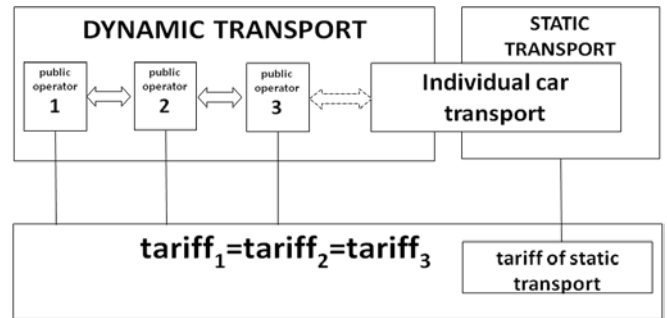 DYNAMIC TRANSPORT
STATIC
TRANSPORT
public
operator
1
public
operator
2
public
operator
3
Individual car
transport
tariff₁=tariff₂=tariff₃
tariff of static
transport